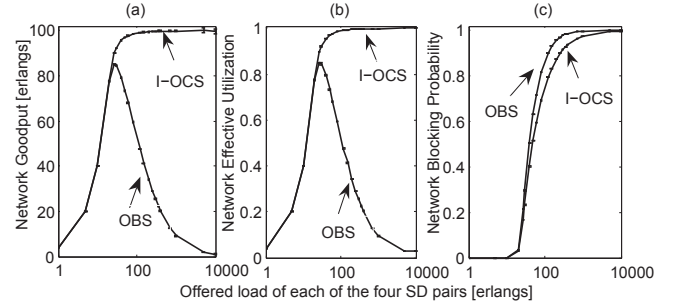 (a)
(b)
(c)
Network Goodput [erlangs]
100
80
60
40
20
0
1
100
10000
I−OCS
OBS
Network Effective Utilization
1
0.8
0.6
0.4
0.2
0
1
100
10000
I−OCS
OBS
Network Blocking Probability
1
0.8
0.6
0.4
0.2
0
1
100
10000
OBS
I−OCS
Offered load of each of the four SD pairs [erlangs]